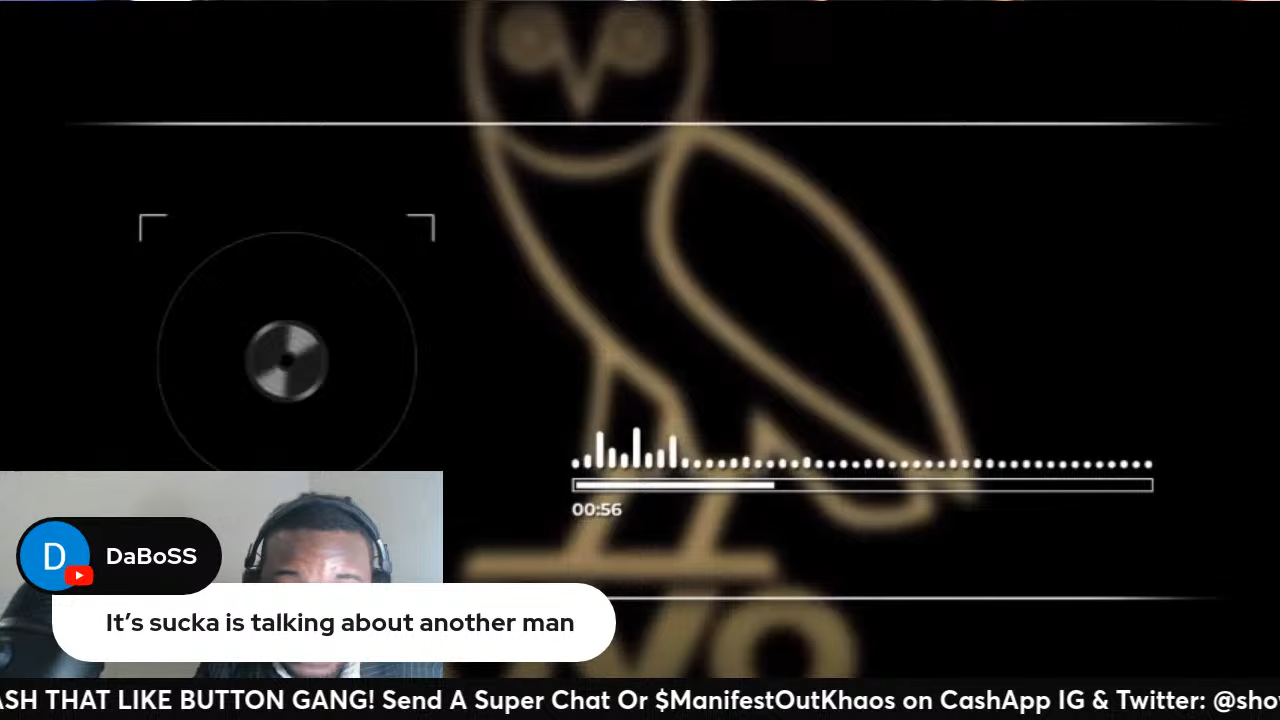 00:56
D DaBoSS
It’s sucka is talking about another man
ASH THAT LIKE BUTTON GANG! Send A Super Chat Or $ManifestOutKhaos on CashApp IG & Twitter: @sho